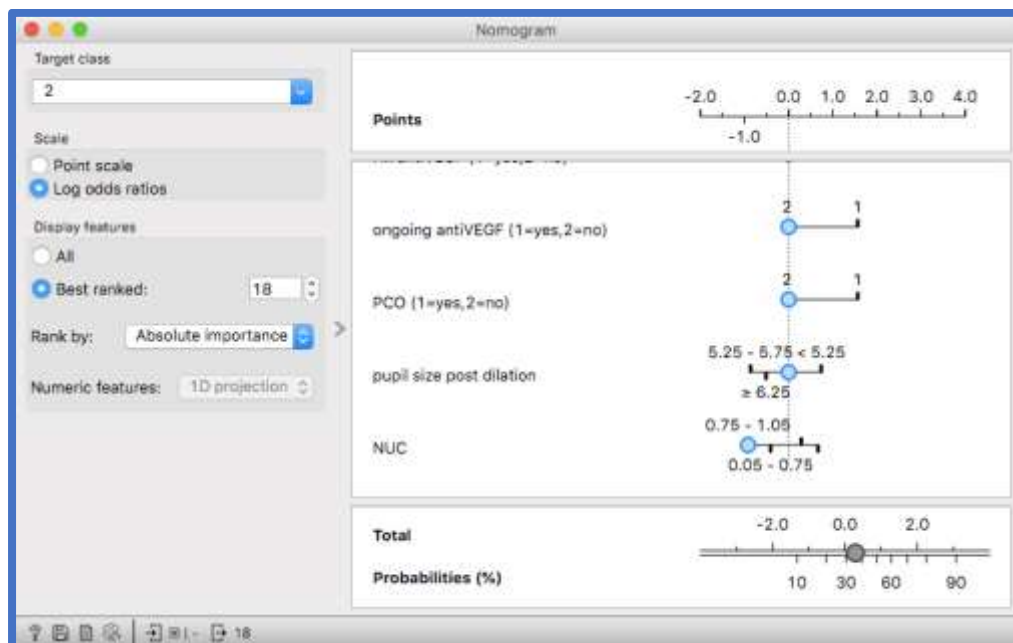 Nomogram
Target class
2
Scale
Point scale
Log odds ratios
Display features
All
Best ranked: 18
Rank by: Absolute importance
Numeric features: 1D projection
Points
-2.0 0.0 1.0 2.0 3.0 4.0
-1.0
ongoing antiVEGF (1=yes,2=no)
2 1
PCO (1=yes,2=no)
2 1
pupil size post dilation
5.25 - 5.75 < 5.25
≥ 6.25
NUC
0.75 - 1.05
0.05 - 0.75
Total
-2.0 0.0 2.0
Probabilities (%)
10 30 60 90
18